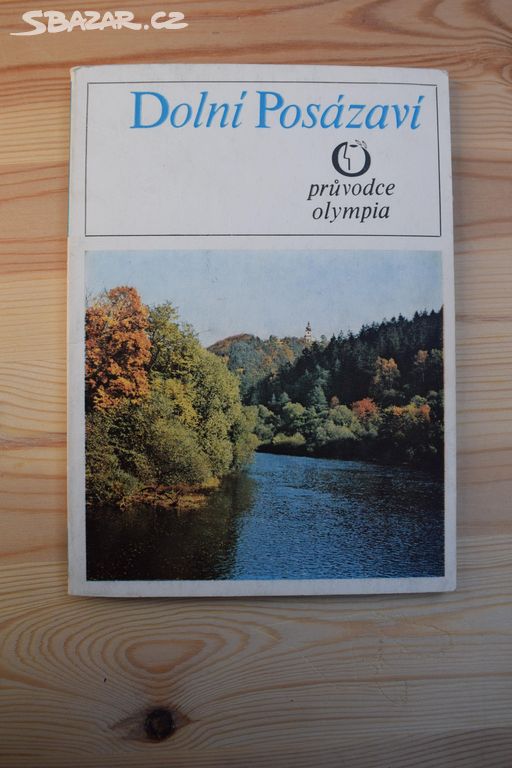 SBAZAR.CZ
Dolní Posázaví
průvodce
olympia